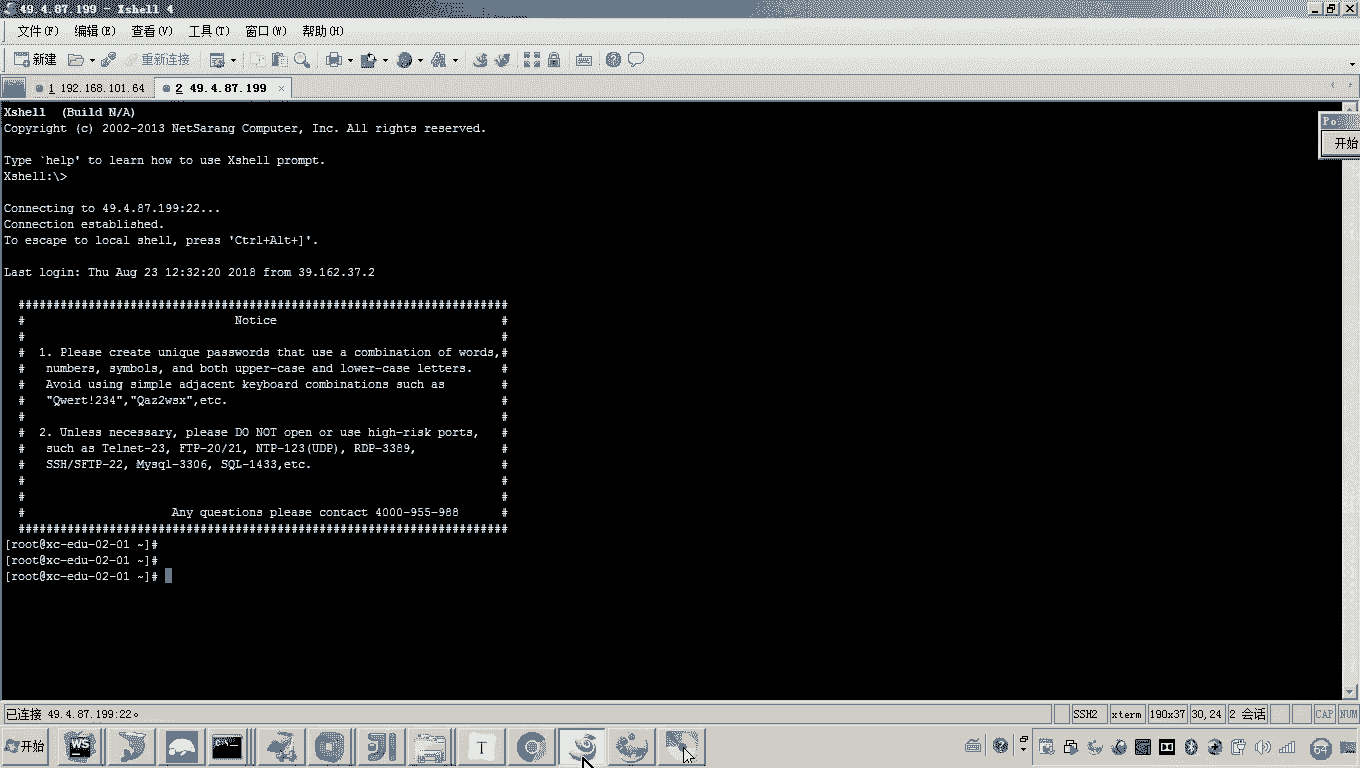 49.4.87.199 - Xshell 4
文件(F) 编辑(E) 查看(V) 工具(T) 窗口(W) 帮助(H)
新建 重新连接
1 192.168.101.64 2 49.4.87.199
Xshell (Build N/A)
Copyright (c) 2002-2013 NetSarang Computer, Inc. All rights reserved.
Type `help' to learn how to use Xshell prompt.
Xshell:\>
Connecting to 49.4.87.199:22...
Connection established.
To escape to local shell, press 'Ctrl+Alt+]'.
Last login: Thu Aug 23 12:32:20 2018 from 39.162.37.2
######################################################################
# Notice #
# #
# 1. Please create unique passwords that use a combination of words,#
# numbers, symbols, and both upper-case and lower-case letters. #
# Avoid using simple adjacent keyboard combinations such as #
# "Qwert!234","Qaz2wsx",etc. #
# #
# 2. Unless necessary, please DO NOT open or use high-risk ports, #
# such as Telnet-23, FTP-20/21, NTP-123(UDP), RDP-3389, #
# SSH/SFTP-22, Mysql-3306, SQL-1433,etc. #
# #
# #
# Any questions please contact 4000-955-988 #
######################################################################
[root@xc-edu-02-01 ~]#
[root@xc-edu-02-01 ~]#
[root@xc-edu-02-01 ~]#
Po
开始
已连接 49.4.87.199:22。 SSH2 xterm 190x37 30,24 2 会话 CAP NUM
开始 WS C:\_ T 64